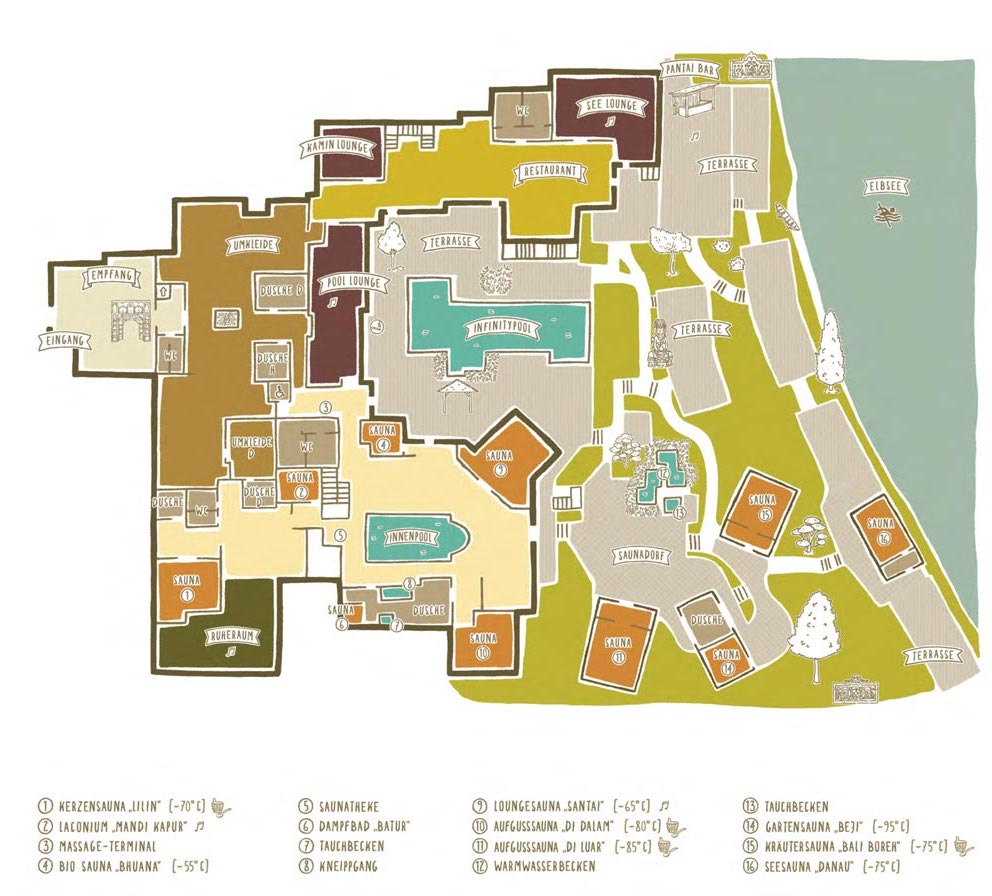 PANTAI BAR
SEE LOUNGE
WC
KAMIN LOUNGE
RESTAURANT
TERRASSE
ELBSEE
UMKLEIDE
TERRASSE
EMPFANG
POOL LOUNGE
DUSCHE D
INFINITYPOOL
TERRASSE
EINGANG
WC
DUSCHE
H
3
SAUNA
4
UMKLEIDE
D
WC
SAUNA
9
12
SAUNA
2
DUSCHE
D
DUSCHE
WC
13
SAUNA
15
SAUNA
16
5
INNENPOOL
SAUNADORF
SAUNA
1
8
SAUNA
6
DUSCHE
7
DUSCHE
RUHERAUM
SAUNA
10
SAUNA
11
SAUNA
14
TERRASSE
1 KERZENSAUNA „LILIN" (~70°C)
2 LACONIUM „MANDI KAPUR"
3 MASSAGE-TERMINAL
4 BIO SAUNA „BHUANA" (~55°C)
5 SAUNATHEKE
6 DAMPFBAD „BATUR"
7 TAUCHBECKEN
8 KNEIPPGANG
9 LOUNGESAUNA „SANTAI" (~65°C)
10 AUFGUSSSAUNA „DI DALAM" (~80°C)
11 AUFGUSSSAUNA „DI LUAR" (~85°C)
12 WARMWASSERBECKEN
13 TAUCHBECKEN
14 GARTENSAUNA „BEJI" (~95°C)
15 KRÄUTERSAUNA „BALI BOREH" (~75°C)
16 SEESAUNA „DANAU" (~75°C)